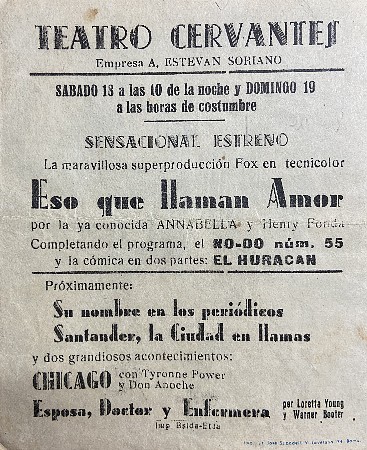 TEATRO CERVANTES
Empresa A, ESTEVAN SORIANO
SABADO 18 a las 10 de la noche y DOMINGO 19
a las horas de costumbre
SENSACIONAL ESTRENO
La maravillosa superproducción Fox en tecnicolor
Eso que llaman Amor
por la ya conocida ANNABELLA y Henry Fonda
Completando el programa, el NO-DO núm. 55
y la cómica en dos partes: EL HURACAN
Próximamente:
Su nombre en los periódicos
Santander, la Ciudad en llamas
y dos grandiosos acontecimientos:
CHICAGO con Tyronne Power
y Don Anoche
Esposa, Doctor y Enfermera por Loretta Young
y Warner Boster
Imp.